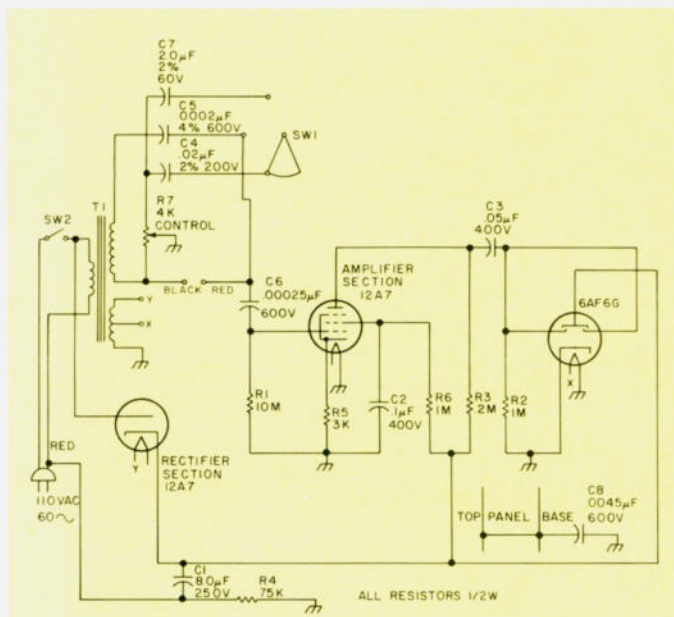 C7
2.0µF
2%
60V
C5
.0002µF
4% 600V
C4
.02µF
2% 200V
SW1
T1
SW2
R7
4K
CONTROL
BLACK RED
C6
.00025µF
600V
Y
X
AMPLIFIER
SECTION
12A7
C3
.05µF
400V
6AF6G
X
R1
10M
R5
3K
C2
.1µF
400V
R6
1M
R3
.2M
R2
1M
RED
RECTIFIER
SECTION
12A7
Y
110VAC
60~
TOP PANEL BASE
C8
.0045µF
600V
C1
8.0µF
250V
R4
75K
ALL RESISTORS 1/2W